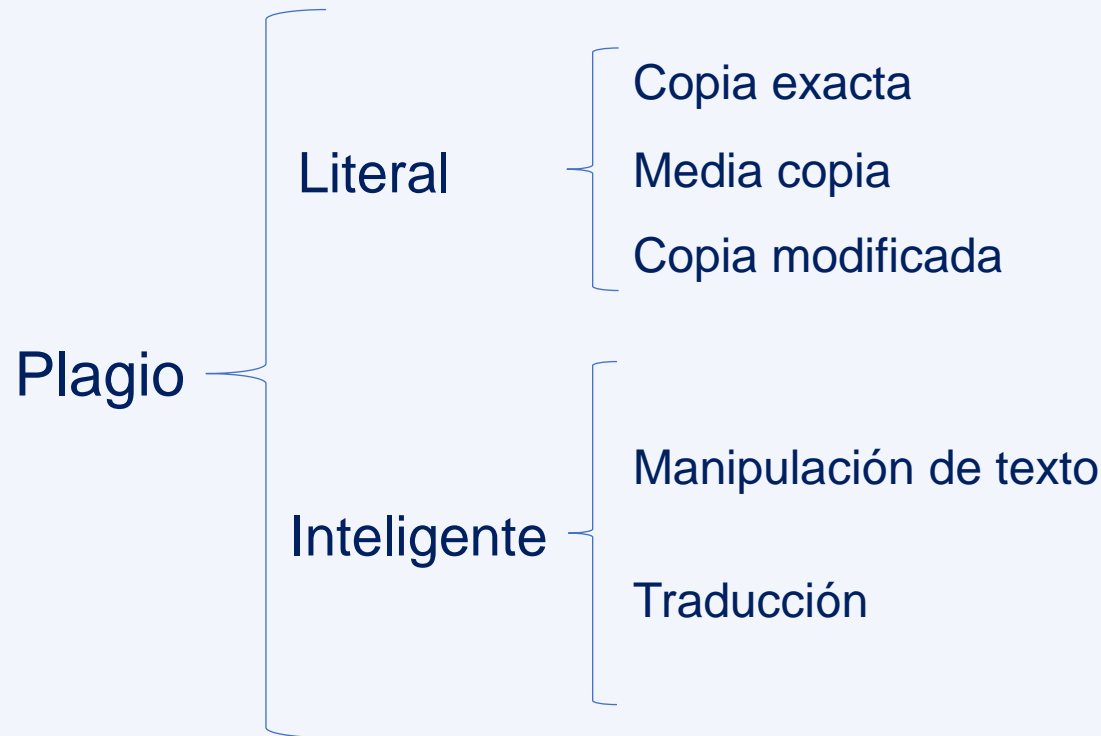 Plagio
Literal
Copia exacta
Media copia
Copia modificada
Inteligente
Manipulación de texto
Traducción